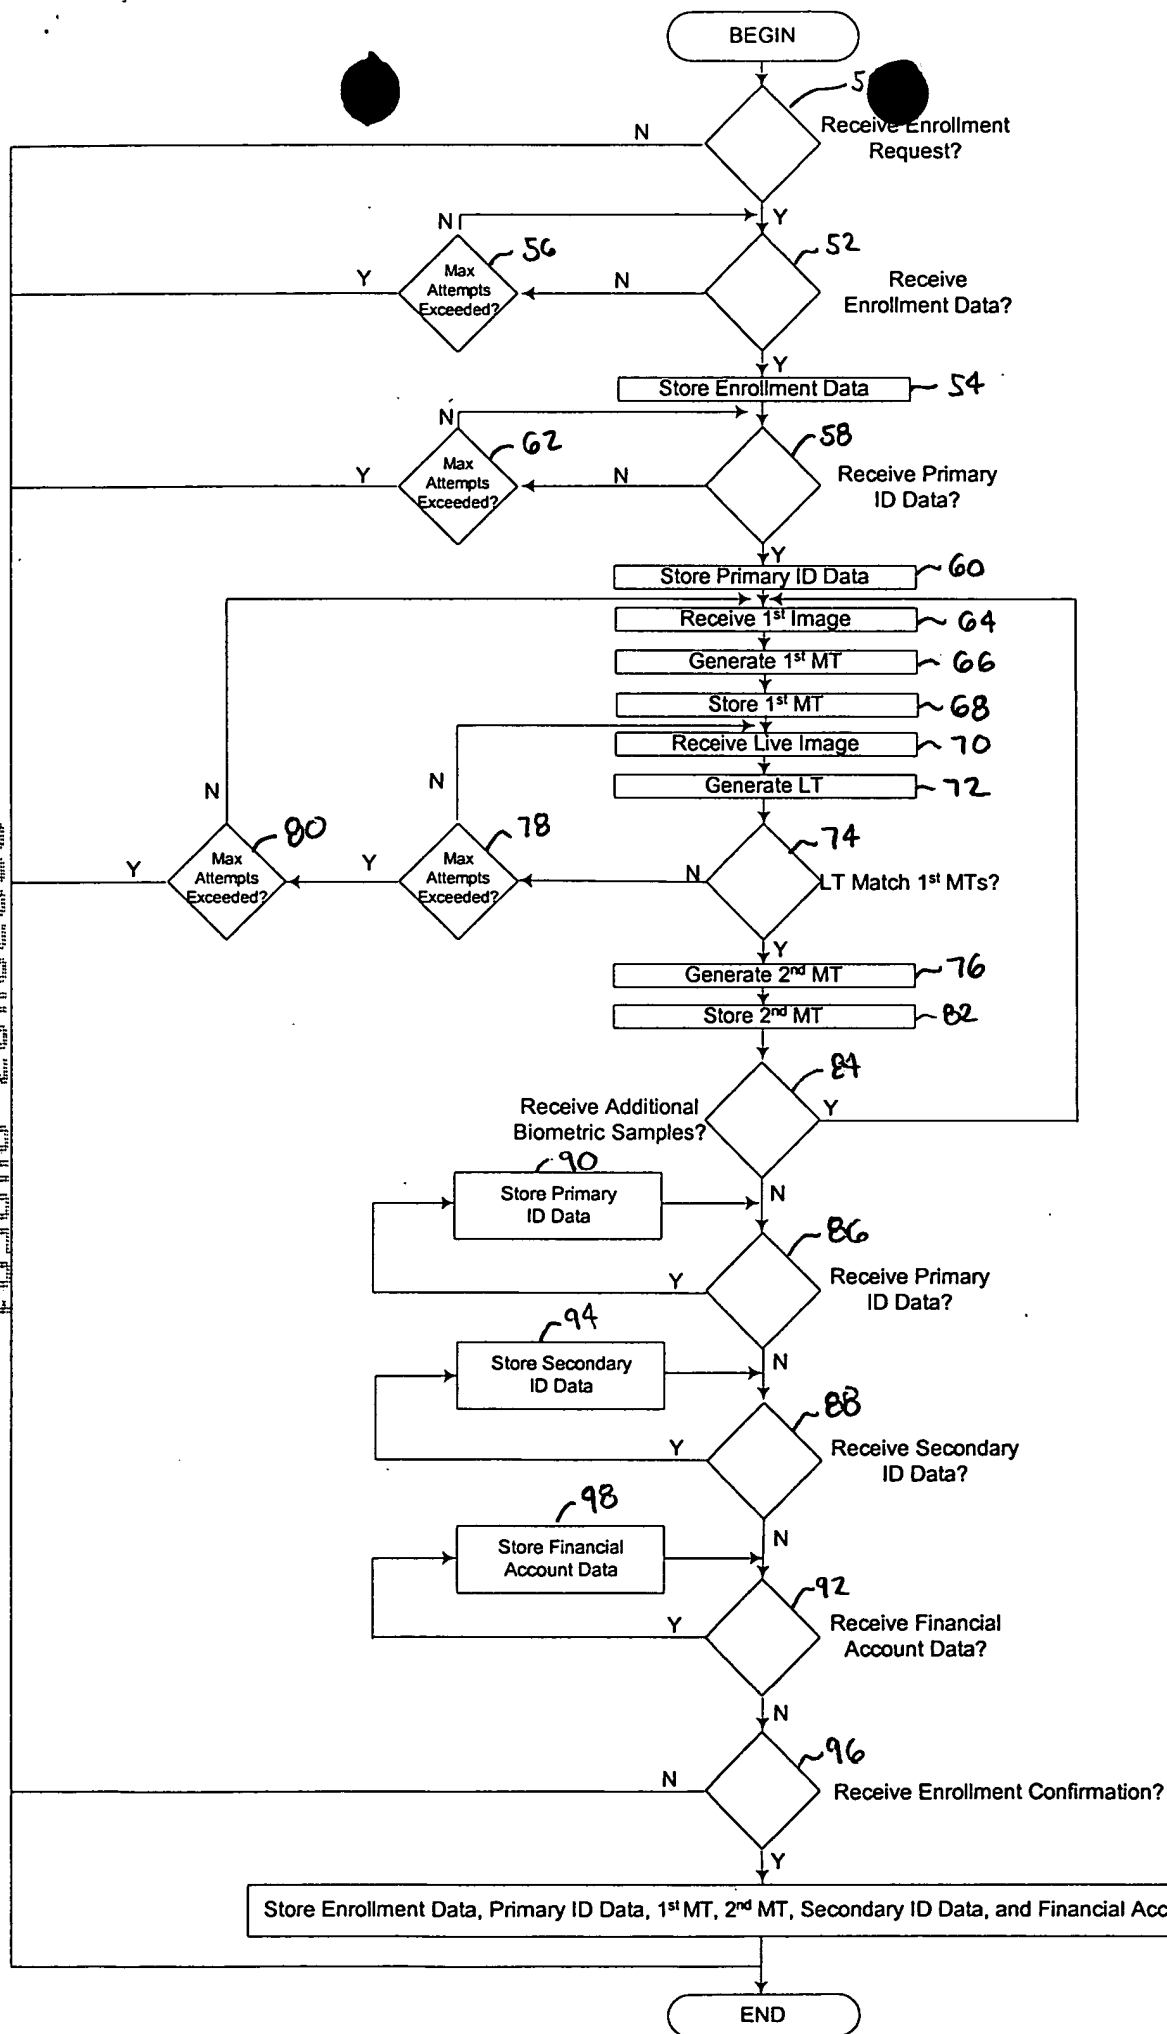 BEGIN
5
Receive Enrollment
Request?
N
Y
N
56
52
Y
Max
Attempts
Exceeded?
N
Receive
Enrollment Data?
Y
Store Enrollment Data
54
N
62
58
Y
Max
Attempts
Exceeded?
N
Receive Primary
ID Data?
Y
Store Primary ID Data
60
Receive 1st Image
64
Generate 1st MT
66
Store 1st MT
68
Receive Live Image
70
N
N
Generate LT
72
80
78
74
Y
Max
Attempts
Exceeded?
Y
Max
Attempts
Exceeded?
N
LT Match 1st MTs?
Y
Generate 2nd MT
76
Store 2nd MT
82
84
Receive Additional
Biometric Samples?
Y
90
Store Primary
ID Data
N
86
Y
Receive Primary
ID Data?
94
Store Secondary
ID Data
N
88
Y
Receive Secondary
ID Data?
98
Store Financial
Account Data
N
92
Y
Receive Financial
Account Data?
N
96
N
Receive Enrollment Confirmation?
Y
Store Enrollment Data, Primary ID Data, 1st MT, 2nd MT, Secondary ID Data, and Financial Acc
END